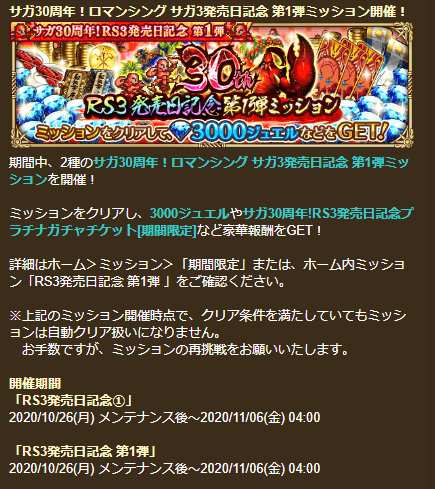 サガ30周年！ロマンシング サガ3発売日記念 第1弾ミッション開催！
サガ30周年!RS3発売日記念 第1弾
30th
RS3発売日記念 第1弾ミッション
ミッションをクリアして、3000ジュエルなどをGET!
期間中、2種のサガ30周年！ロマンシング サガ3発売日記念 第1弾ミッ
ションを開催！
ミッションをクリアし、3000ジュエルやサガ30周年!RS3発売日記念プ
ラチナガチャチケット[期間限定]など豪華報酬をGET！
詳細はホーム＞ミッション＞「期間限定」または、ホーム内ミッショ
ン「RS3発売日記念 第1弾 」をご確認ください。
※上記のミッション開催時点で、クリア条件を満たしていてもミッシ
ョンは自動クリア扱いになりません。
　お手数ですが、ミッションの再挑戦をお願いいたします。
開催期間
「RS3発売日記念①」
2020/10/26(月) メンテナンス後～2020/11/06(金) 04:00
「RS3発売日記念 第1弾」
2020/10/26(月) メンテナンス後～2020/11/06(金) 04:00